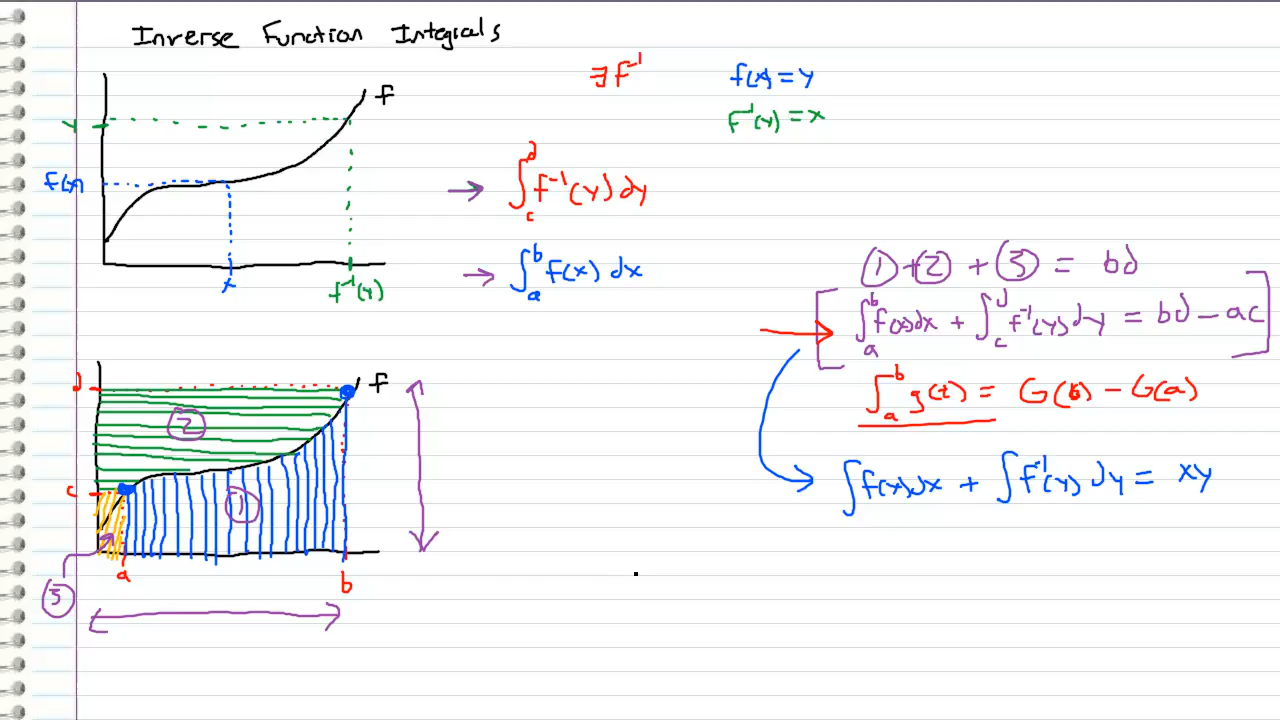 Inverse Function Integrals
∃ f⁻¹
f(x) = y
f⁻¹(y) = x
f
y
f(x)
x
f⁻¹(y)
→ ∫_c^d f⁻¹(y) dy
→ ∫_a^b f(x) dx
① + ② + ③ = bd
[∫_a^b f(x)dx + ∫_c^d f⁻¹(y)dy = bd - ac]
∫_a^b g(t) = G(b) - G(a)
∫f(x)dx + ∫f⁻¹(y) dy = xy
d
f
②
c
①
a
b
③